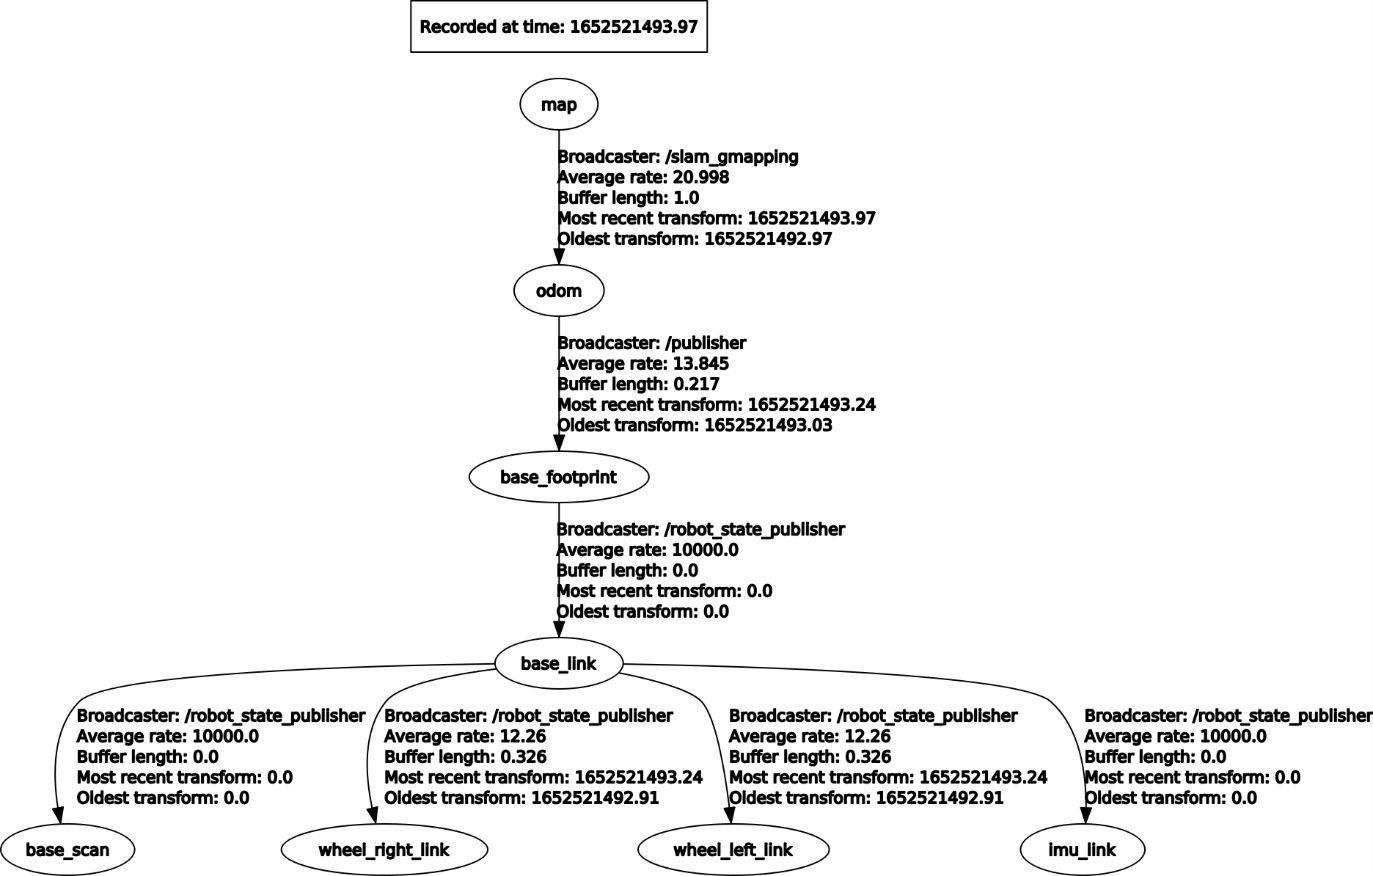 Recorded at time: 1652521493.97
map
Broadcaster: /slam_gmapping
Average rate: 20.998
Buffer length: 1.0
Most recent transform: 1652521493.97
Oldest transform: 1652521492.97
odom
Broadcaster: /publisher
Average rate: 13.845
Buffer length: 0.217
Most recent transform: 1652521493.24
Oldest transform: 1652521493.03
base_footprint
Broadcaster: /robot_state_publisher
Average rate: 10000.0
Buffer length: 0.0
Most recent transform: 0.0
Oldest transform: 0.0
base_link
Broadcaster: /robot_state_publisher
Average rate: 10000.0
Buffer length: 0.0
Most recent transform: 0.0
Oldest transform: 0.0
Broadcaster: /robot_state_publisher
Average rate: 12.26
Buffer length: 0.326
Most recent transform: 1652521493.24
Oldest transform: 1652521492.91
Broadcaster: /robot_state_publisher
Average rate: 12.26
Buffer length: 0.326
Most recent transform: 1652521493.24
Oldest transform: 1652521492.91
Broadcaster: /robot_state_publisher
Average rate: 10000.0
Buffer length: 0.0
Most recent transform: 0.0
Oldest transform: 0.0
base_scan
wheel_right_link
wheel_left_link
imu_link